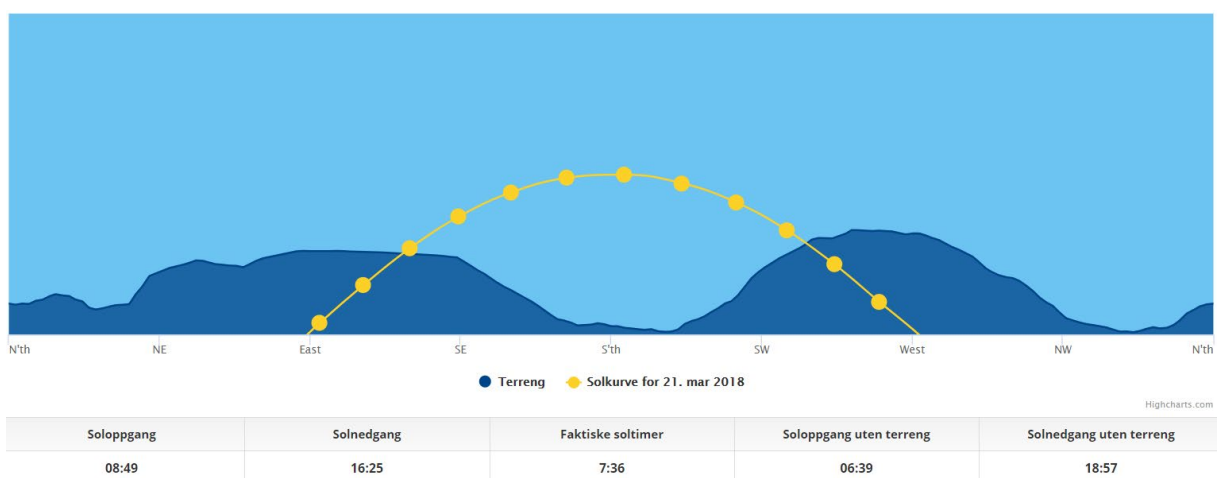 N'th NE East SE S'th SW West NW N'th
Terreng Solkurve for 21. mar 2018
Highcharts.com
Soloppgang Solnedgang Faktiske soltimer Soloppgang uten terreng Solnedgang uten terreng
08:49 16:25 7:36 06:39 18:57